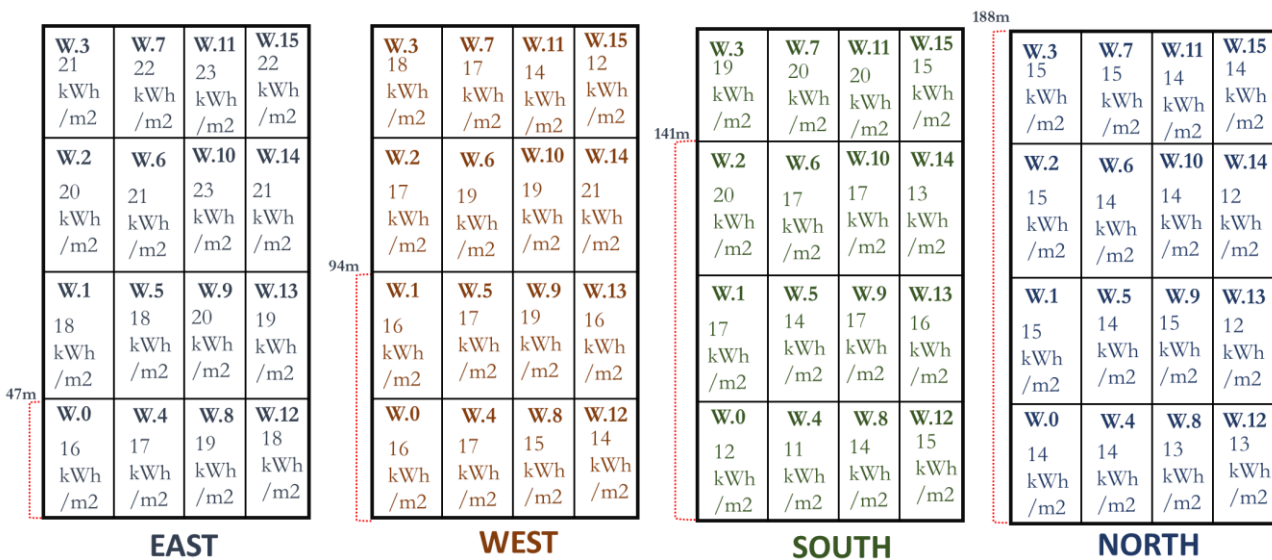 188m
W.3 W.7 W.11 W.15
21 kWh /m2 22 kWh /m2 23 kWh /m2 22 kWh /m2
W.2 W.6 W.10 W.14
20 kWh /m2 21 kWh /m2 23 kWh /m2 21 kWh /m2
W.1 W.5 W.9 W.13
18 kWh /m2 18 kWh /m2 20 kWh /m2 19 kWh /m2
47m
W.0 W.4 W.8 W.12
16 kWh /m2 17 kWh /m2 19 kWh /m2 18 kWh /m2
EAST
W.3 W.7 W.11 W.15
18 kWh /m2 17 kWh /m2 14 kWh /m2 12 kWh /m2
W.2 W.6 W.10 W.14
17 kWh /m2 19 kWh /m2 19 kWh /m2 21 kWh /m2
94m
W.1 W.5 W.9 W.13
16 kWh /m2 17 kWh /m2 19 kWh /m2 16 kWh /m2
W.0 W.4 W.8 W.12
16 kWh /m2 17 kWh /m2 15 kWh /m2 14 kWh /m2
WEST
W.3 W.7 W.11 W.15
19 kWh /m2 20 kWh /m2 20 kWh /m2 15 kWh /m2
141m
W.2 W.6 W.10 W.14
20 kWh /m2 17 kWh /m2 17 kWh /m2 13 kWh /m2
W.1 W.5 W.9 W.13
17 kWh /m2 14 kWh /m2 17 kWh /m2 16 kWh /m2
W.0 W.4 W.8 W.12
12 kWh /m2 11 kWh /m2 14 kWh /m2 15 kWh /m2
SOUTH
W.3 W.7 W.11 W.15
15 kWh /m2 15 kWh /m2 14 kWh /m2 14 kWh /m2
W.2 W.6 W.10 W.14
15 kWh /m2 14 kWh /m2 14 kWh /m2 12 kWh /m2
W.1 W.5 W.9 W.13
15 kWh /m2 14 kWh /m2 15 kWh /m2 12 kWh /m2
W.0 W.4 W.8 W.12
14 kWh /m2 14 kWh /m2 13 kWh /m2 13 kWh /m2
NORTH